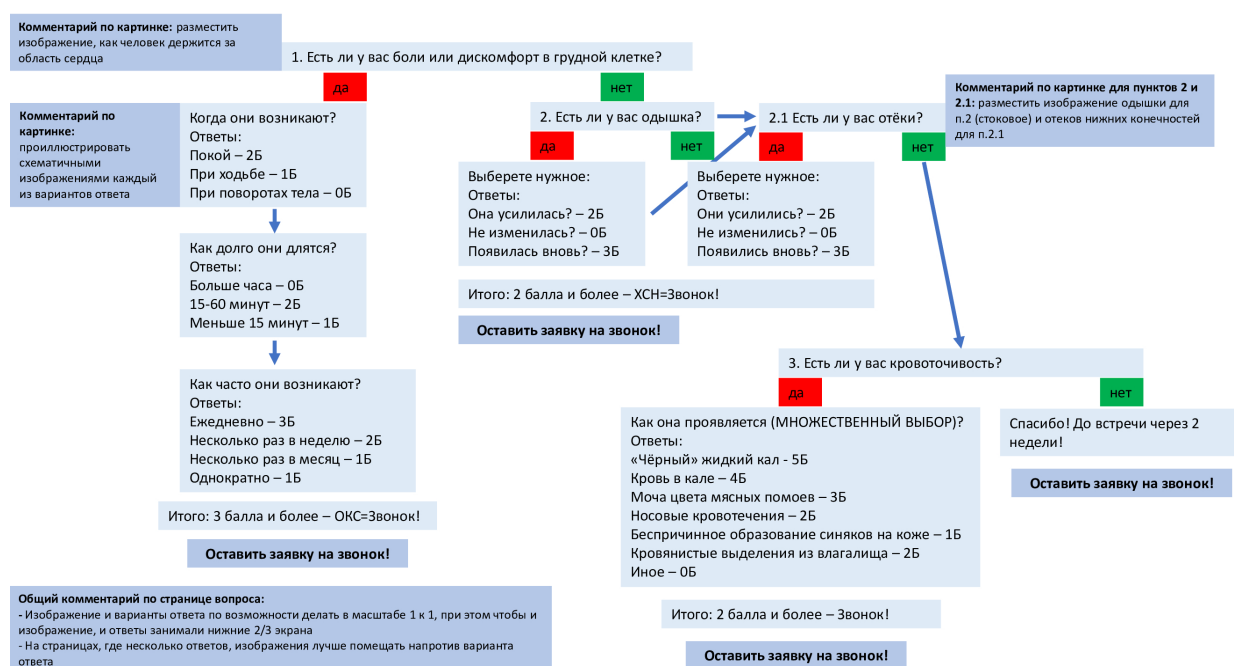 Комментарий по картинке: разместить
изображение, как человек держится за
область сердца
1. Есть ли у вас боли или дискомфорт в грудной клетке?
да
нет
Комментарий по
картинке:
проиллюстрировать
схематичными
изображениями каждый
из вариантов ответа
Когда они возникают?
Ответы:
Покой – 2Б
При ходьбе – 1Б
При поворотах тела – 0Б
Как долго они длятся?
Ответы:
Больше часа – 0Б
15-60 минут – 2Б
Меньше 15 минут – 1Б
Как часто они возникают?
Ответы:
Ежедневно – 3Б
Несколько раз в неделю – 2Б
Несколько раз в месяц – 1Б
Однократно – 1Б
Итого: 3 балла и более – ОКС=Звонок!
Оставить заявку на звонок!
2. Есть ли у вас одышка?
да
нет
Выберете нужное:
Ответы:
Она усилилась? – 2Б
Не изменилась? – 0Б
Появилась вновь? – 3Б
2.1 Есть ли у вас отёки?
да
нет
Выберете нужное:
Ответы:
Они усилились? – 2Б
Не изменились? – 0Б
Появились вновь? – 3Б
Комментарий по картинке для пунктов 2 и
2.1: разместить изображение одышки для
п.2 (стоковое) и отеков нижних конечностей
для п.2.1
Итого: 2 балла и более – ХСН=Звонок!
Оставить заявку на звонок!
3. Есть ли у вас кровоточивость?
да
нет
Как она проявляется (МНОЖЕСТВЕННЫЙ ВЫБОР)?
Ответы:
«Чёрный» жидкий кал - 5Б
Кровь в кале – 4Б
Моча цвета мясных помоев – 3Б
Носовые кровотечения – 2Б
Беспричинное образование синяков на коже – 1Б
Кровянистые выделения из влагалища – 2Б
Иное – 0Б
Спасибо! До встречи через 2
недели!
Оставить заявку на звонок!
Итого: 2 балла и более – Звонок!
Оставить заявку на звонок!
Общий комментарий по странице вопроса:
- Изображение и варианты ответа по возможности делать в масштабе 1 к 1, при этом чтобы и
изображение, и ответы занимали нижние 2/3 экрана
- На страницах, где несколько ответов, изображения лучше помещать напротив варианта
ответа